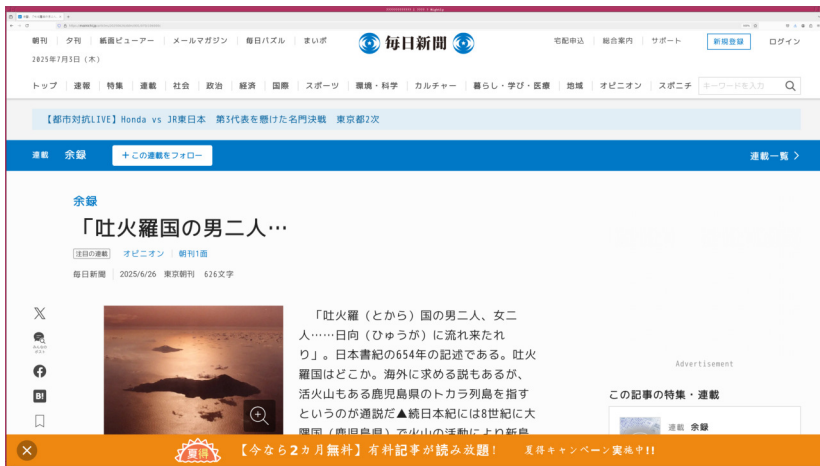 朝刊 夕刊 紙面ビューアー メールマガジン 毎日パズル まいポ 毎日新聞 宅配申込 総合案内 サポート 新規登録 ログイン
2025年7月3日 (木)
トップ 速報 特集 連載 社会 政治 経済 国際 スポーツ 環境・科学 カルチャー 暮らし・学び・医療 地域 オピニオン スポニチ キーワードを入力
【都市対抗LIVE】Honda vs JR東日本 第3代表を懸けた名門決戦 東京都2次
連載 余録 +この連載をフォロー 連載一覧
余録
「吐火羅国の男二人…
注目の連載 オピニオン 朝刊1面
毎日新聞 2025/6/26 東京朝刊 626文字
「吐火羅（とから）国の男二人、女二
人……日向（ひゅうが）に流れ来たれ
り」。日本書紀の654年の記述である。吐火
羅国はどこか。海外に求める説もあるが、
活火山もある鹿児島県のトカラ列島を指す
というのが通説だ▲続日本紀には8世紀に大
隅国（鹿児島県）で火山の活動により新島
B!
Advertisement
この記事の特集・連載
連載 余録
夏得 【今なら2カ月無料】有料記事が読み放題! 夏得キャンペーン実施中!!